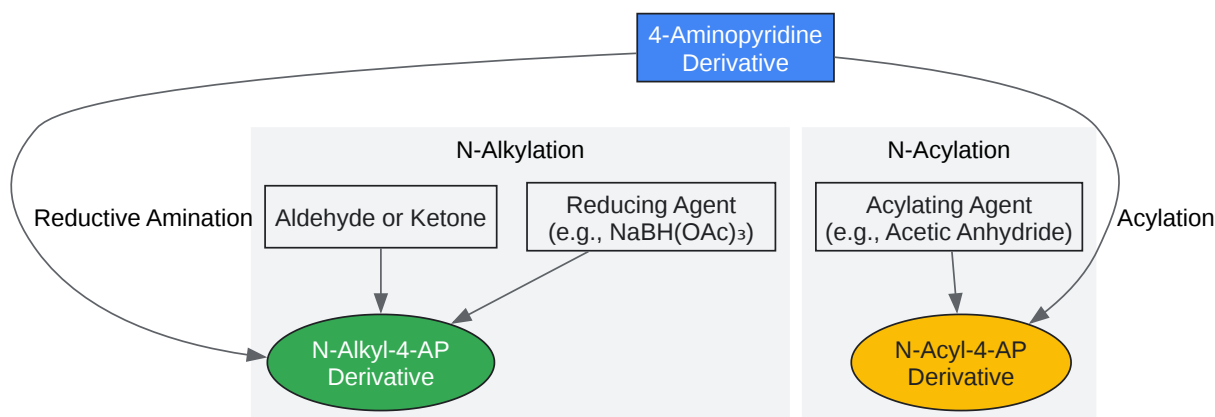 4-Aminopyridine
Derivative
N-Alkylation
N-Acylation
Reductive Amination
Aldehyde or Ketone
Reducing Agent
(e.g., NaBH(OAc)₃)
Acylating Agent
(e.g., Acetic Anhydride)
Acylation
N-Alkyl-4-AP
Derivative
N-Acyl-4-AP
Derivative